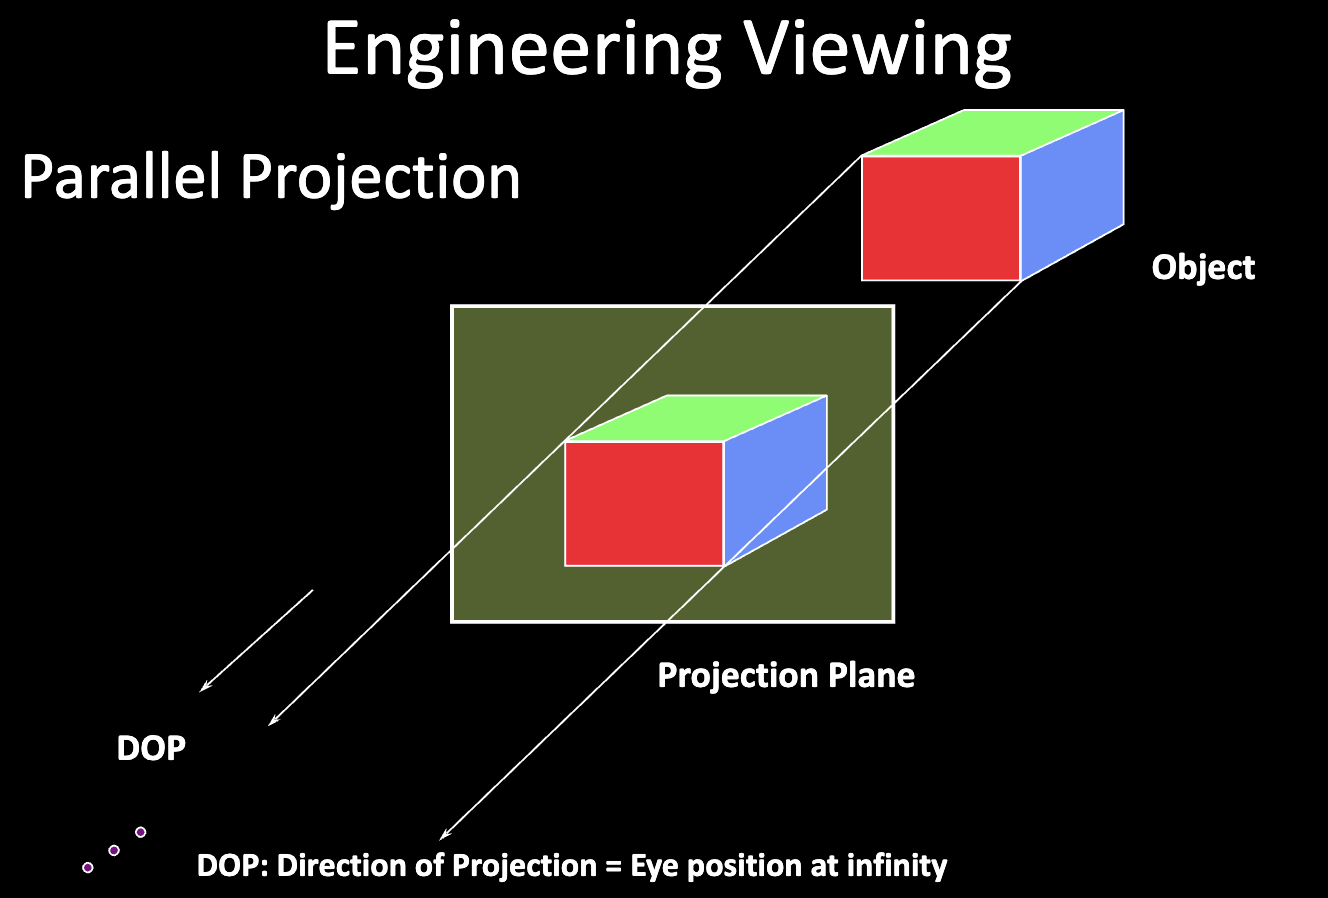 Engineering Viewing
Parallel Projection
Object
Projection Plane
DOP
DOP: Direction of Projection = Eye position at infinity